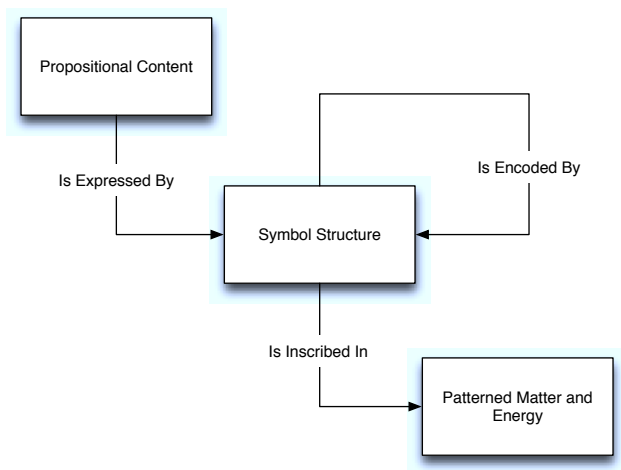 Propositional Content
Is Expressed By
Is Encoded By
Symbol Structure
Is Inscribed In
Patterned Matter and
Energy